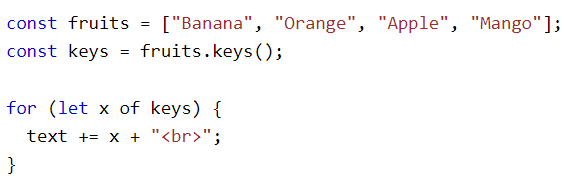 const fruits = ["Banana", "Orange", "Apple", "Mango"];
const keys = fruits.keys();

for (let x of keys) {
  text += x + "<br>";
}